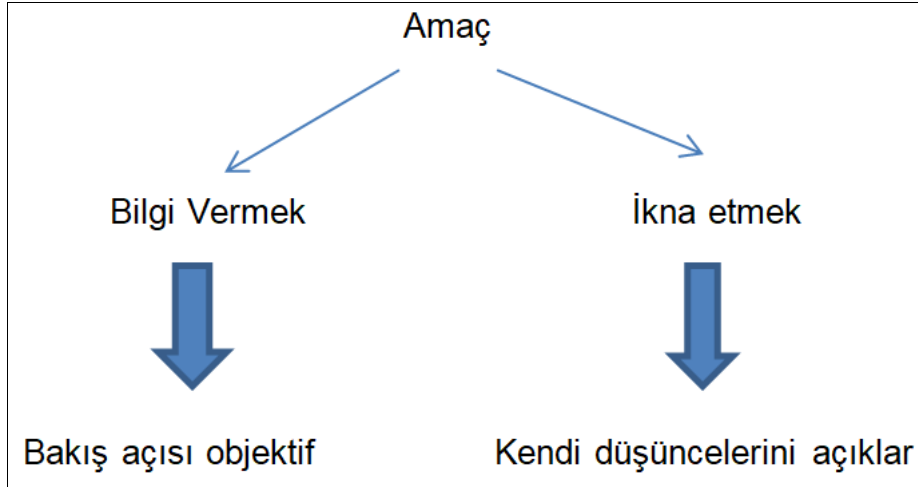 Amaç
Bilgi Vermek
İkna etmek
Bakış açısı objektif
Kendi düşüncelerini açıklar